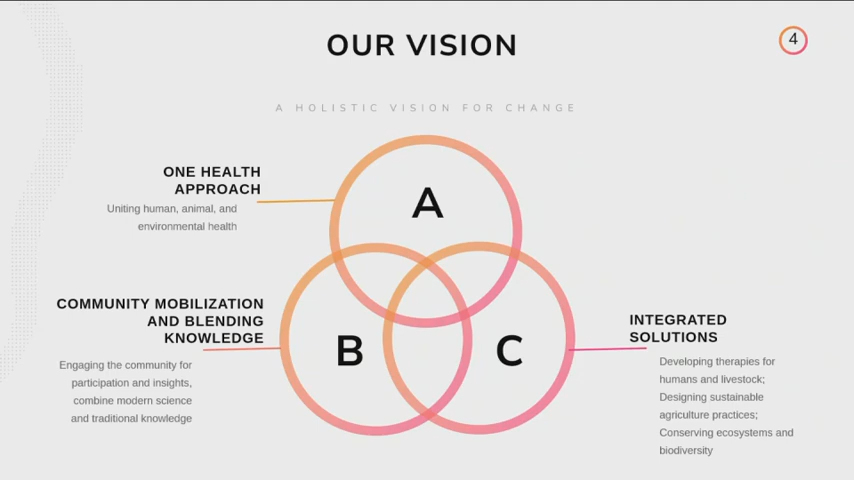 OUR VISION
4
A HOLISTIC VISION FOR CHANGE
ONE HEALTH
APPROACH
Uniting human, animal, and
environmental health
A
COMMUNITY MOBILIZATION
AND BLENDING
KNOWLEDGE
Engaging the community for
participation and insights,
combine modern science
and traditional knowledge
B
C
INTEGRATED
SOLUTIONS
Developing therapies for
humans and livestock;
Designing sustainable
agriculture practices;
Conserving ecosystems and
biodiversity